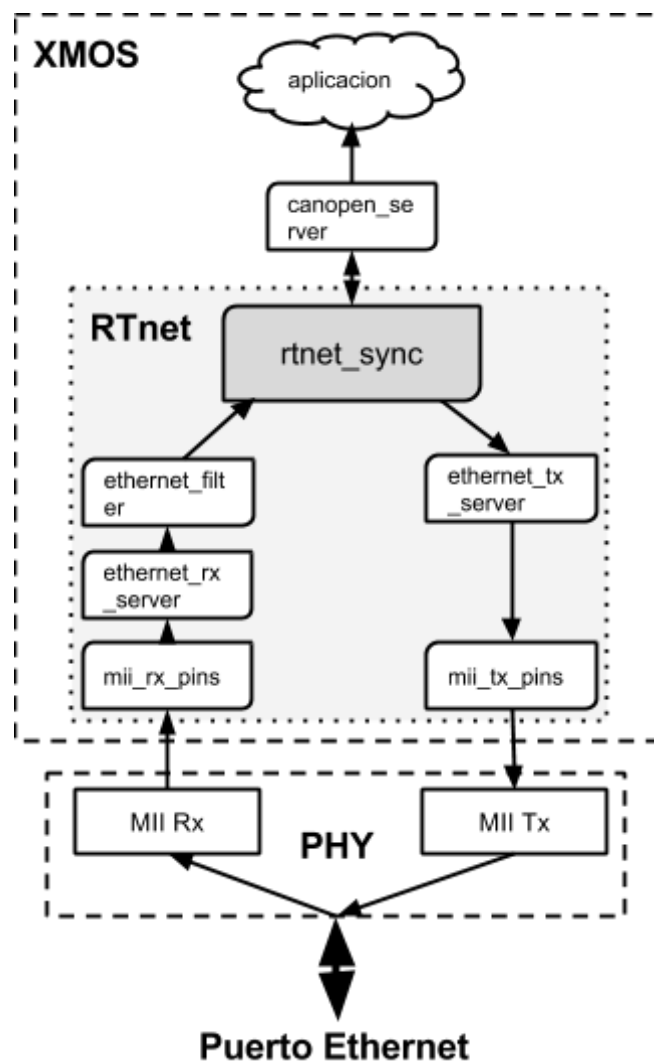 XMOS
aplicacion
canopen_se
rver
RTnet
rtnet_sync
ethernet_filt
er
ethernet_tx
_server
ethernet_rx
_server
mii_rx_pins
mii_tx_pins
MII Rx
MII Tx
PHY
Puerto Ethernet